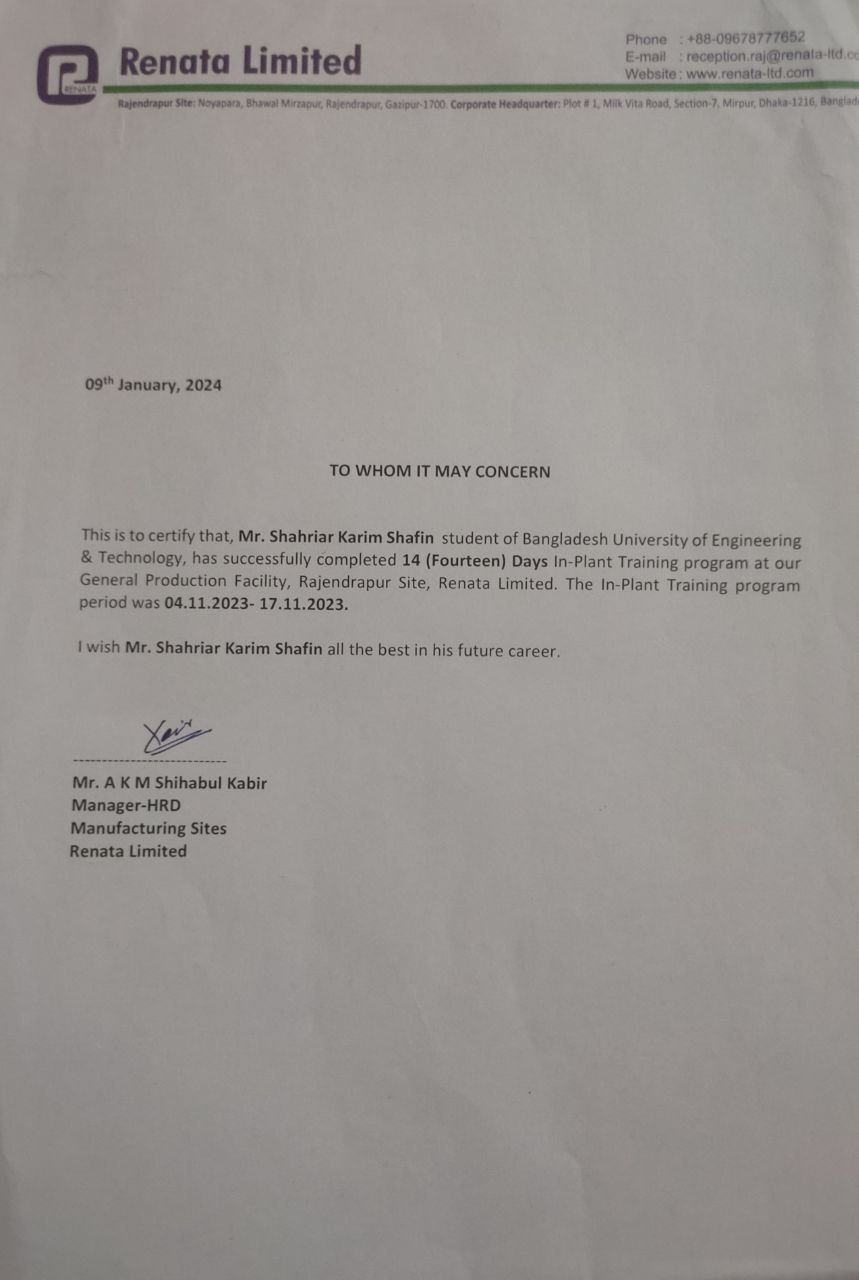 Renata Limited
RENATA
Phone : +88-09678777652
E-mail : reception.raj@renata-ltd.co
Website : www.renata-ltd.com
Rajendrapur Site: Noyapara, Bhawal Mirzapur, Rajendrapur, Gazipur-1700. Corporate Headquarter: Plot # 1, Milk Vita Road, Section-7, Mirpur, Dhaka-1216, Banglad
09th January, 2024
TO WHOM IT MAY CONCERN
This is to certify that, Mr. Shahriar Karim Shafin student of Bangladesh University of Engineering
& Technology, has successfully completed 14 (Fourteen) Days In-Plant Training program at our
General Production Facility, Rajendrapur Site, Renata Limited. The In-Plant Training program
period was 04.11.2023- 17.11.2023.
I wish Mr. Shahriar Karim Shafin all the best in his future career.
Mr. A K M Shihabul Kabir
Manager-HRD
Manufacturing Sites
Renata Limited